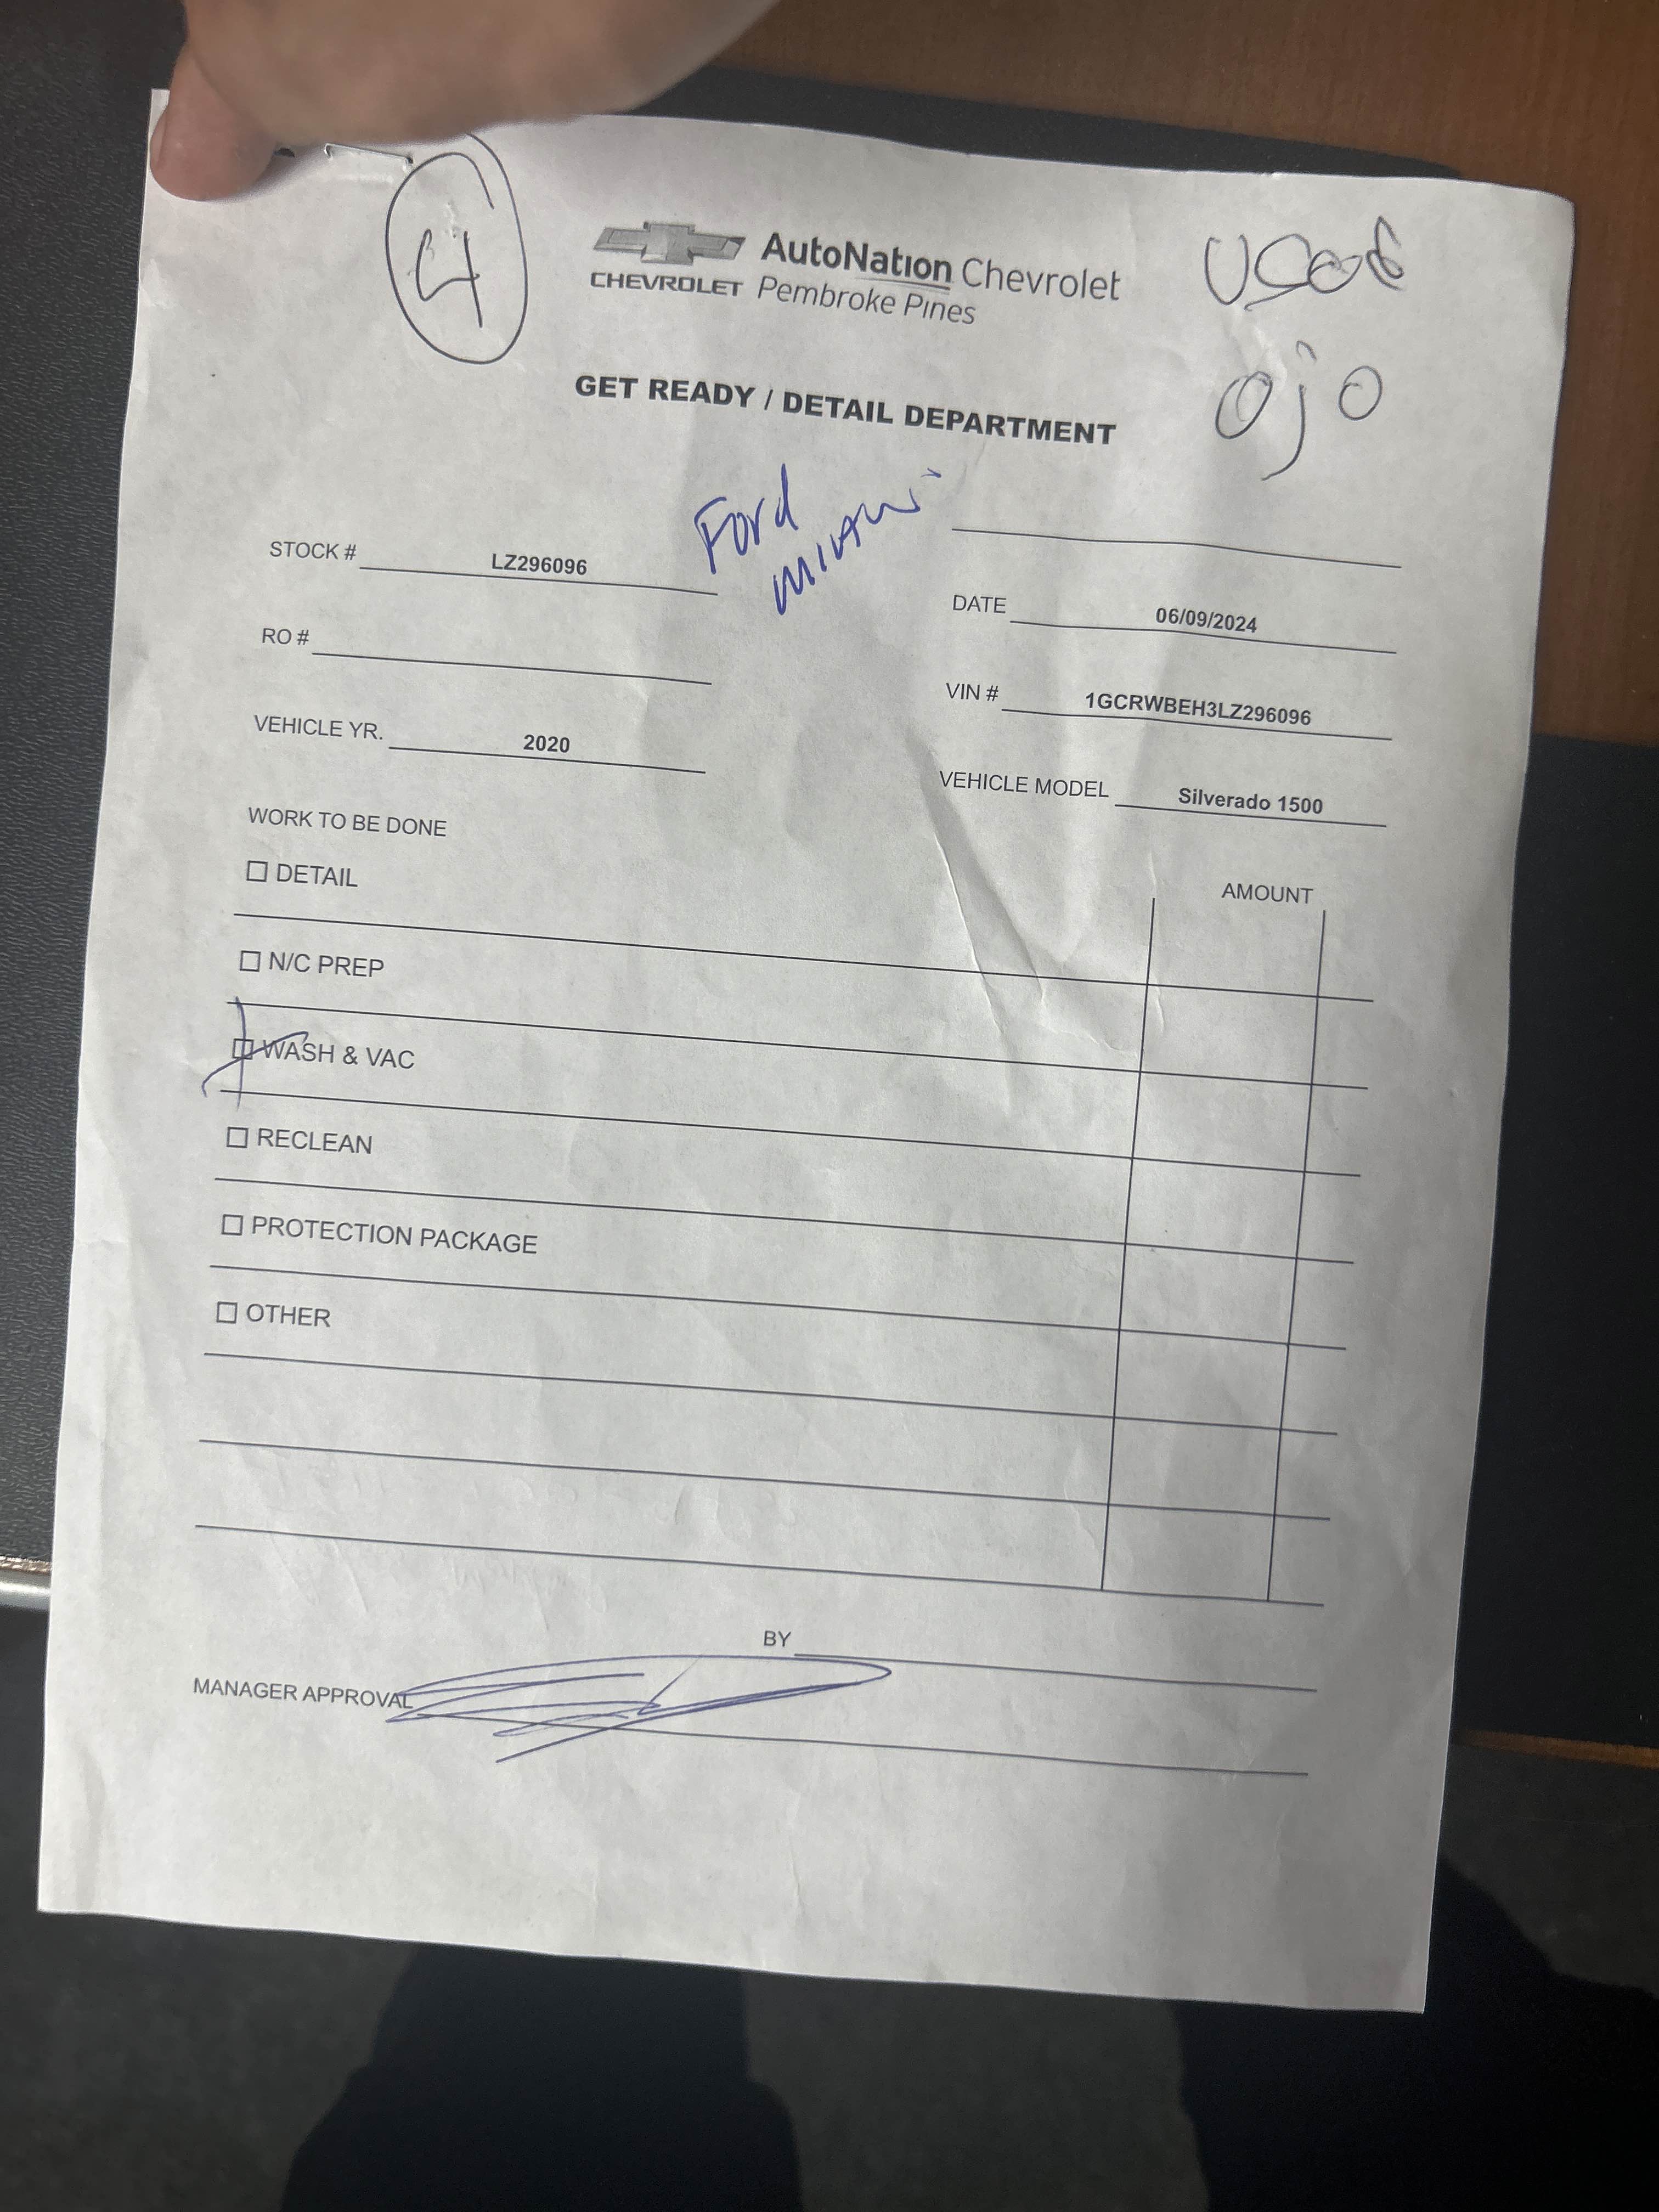 4
CHEVROLET
AutoNation Chevrolet
Pembroke Pines
used
ojo
GET READY / DETAIL DEPARTMENT
Ford
MIAMI
STOCK # LZ296096
DATE 06/09/2024
RO #
VIN # 1GCRWBEH3LZ296096
VEHICLE YR. 2020
VEHICLE MODEL Silverado 1500
WORK TO BE DONE
AMOUNT
☐ DETAIL
☐ N/C PREP
☐ WASH & VAC
☐ RECLEAN
☐ PROTECTION PACKAGE
☐ OTHER
BY
MANAGER APPROVAL